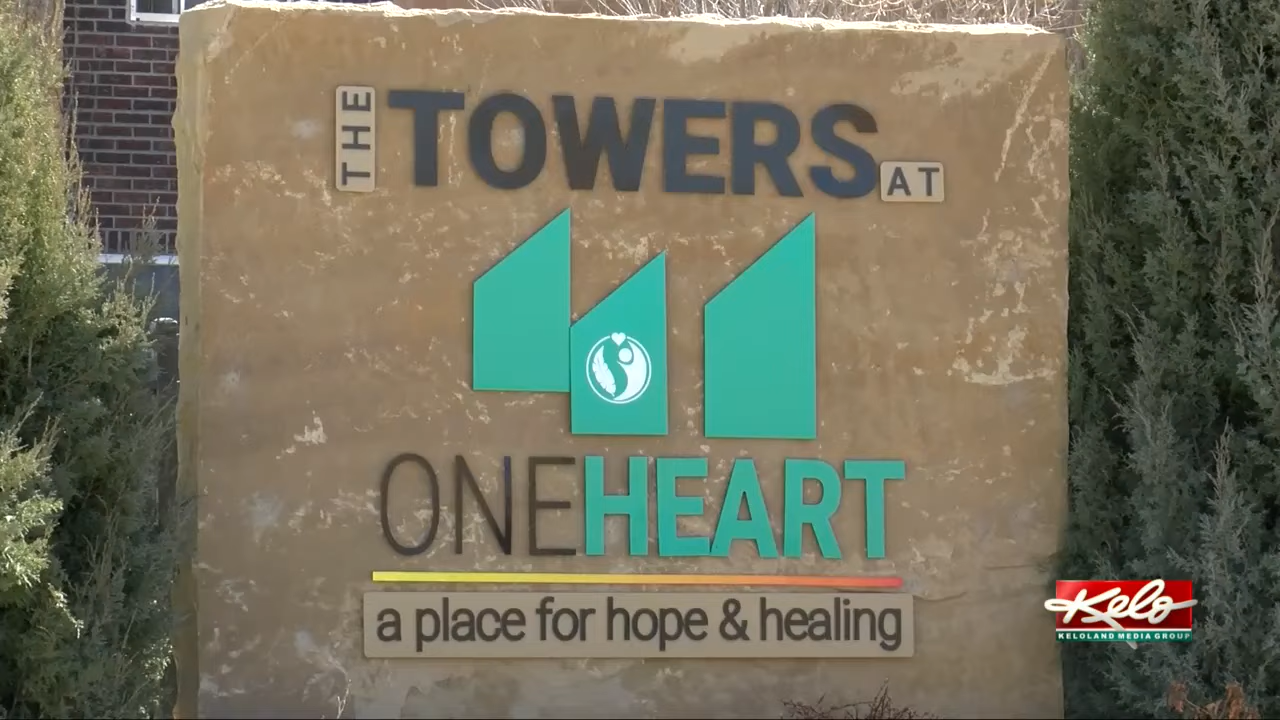 THE TOWERS AT
ONEHEART
a place for hope & healing
Kelo
KELOLAND MEDIA GROUP